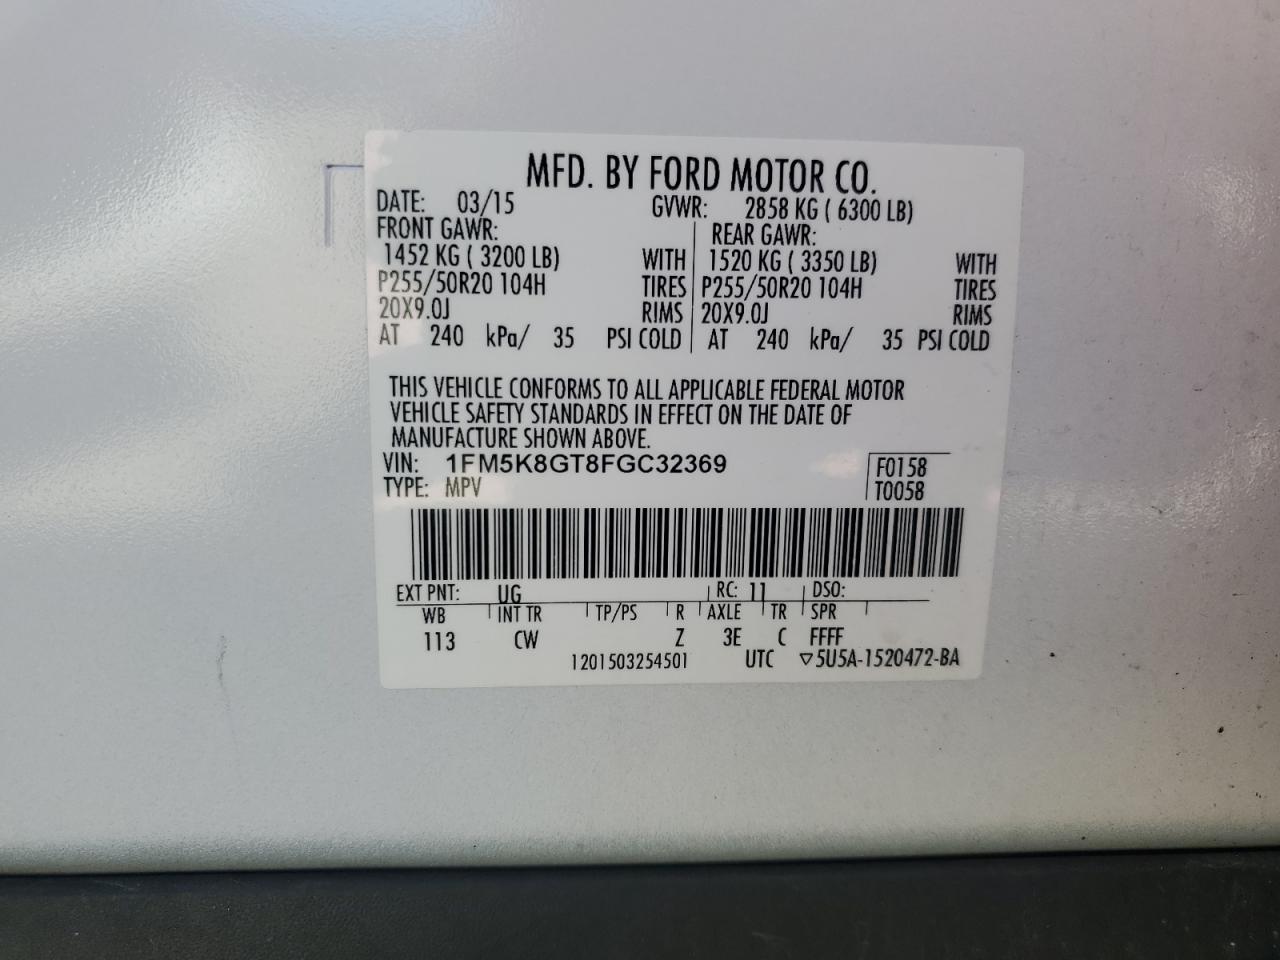 MFD. BY FORD MOTOR CO.
DATE: 03/15 GVWR: 2858 KG ( 6300 LB)
FRONT GAWR: REAR GAWR:
1452 KG ( 3200 LB) WITH 1520 KG ( 3350 LB) WITH
P255/50R20 104H TIRES P255/50R20 104H TIRES
20X9.0J RIMS 20X9.0J RIMS
AT 240 kPa/ 35 PSI COLD AT 240 kPa/ 35 PSI COLD
THIS VEHICLE CONFORMS TO ALL APPLICABLE FEDERAL MOTOR
VEHICLE SAFETY STANDARDS IN EFFECT ON THE DATE OF
MANUFACTURE SHOWN ABOVE.
VIN: 1FM5K8GT8FGC32369 F0158
TYPE: MPV T0058
EXT PNT: UG RC: 11 DSO:
WB INT TR TP/PS R AXLE TR SPR
113 CW Z 3E C FFFF
1201503254501 UTC ▽5U5A-1520472-BA